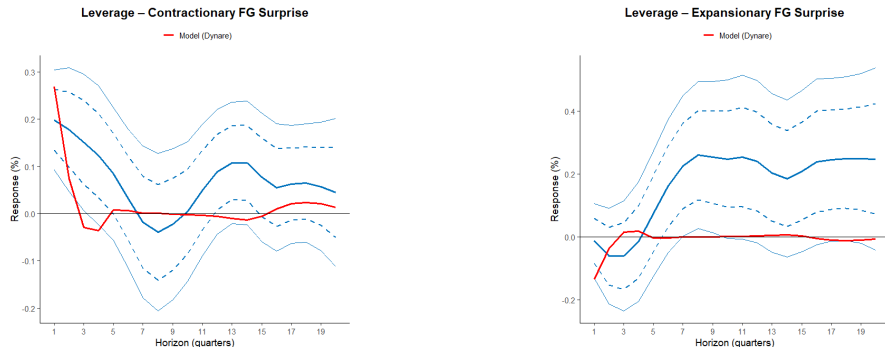 Leverage – Contractionary FG Surprise
Model (Dynare)
Response (%)
0.3
0.2
0.1
0.0
-0.1
-0.2
1 3 5 7 9 11 13 15 17 19
Horizon (quarters)
Leverage – Expansionary FG Surprise
Model (Dynare)
Response (%)
0.4
0.2
0.0
-0.2
1 3 5 7 9 11 13 15 17 19
Horizon (quarters)